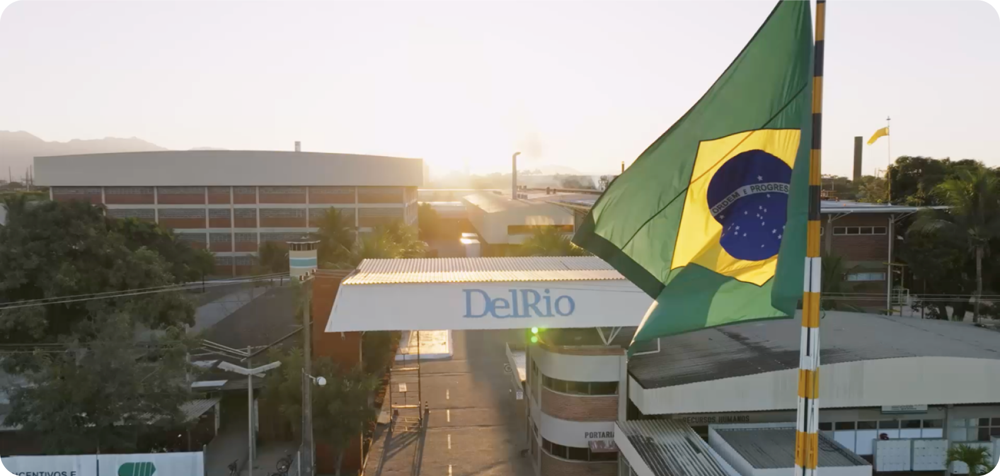 ORDEM E PROGRES
DelRio
RECURSOS HUMANOS
PORTARIA
INCENTIVOS E